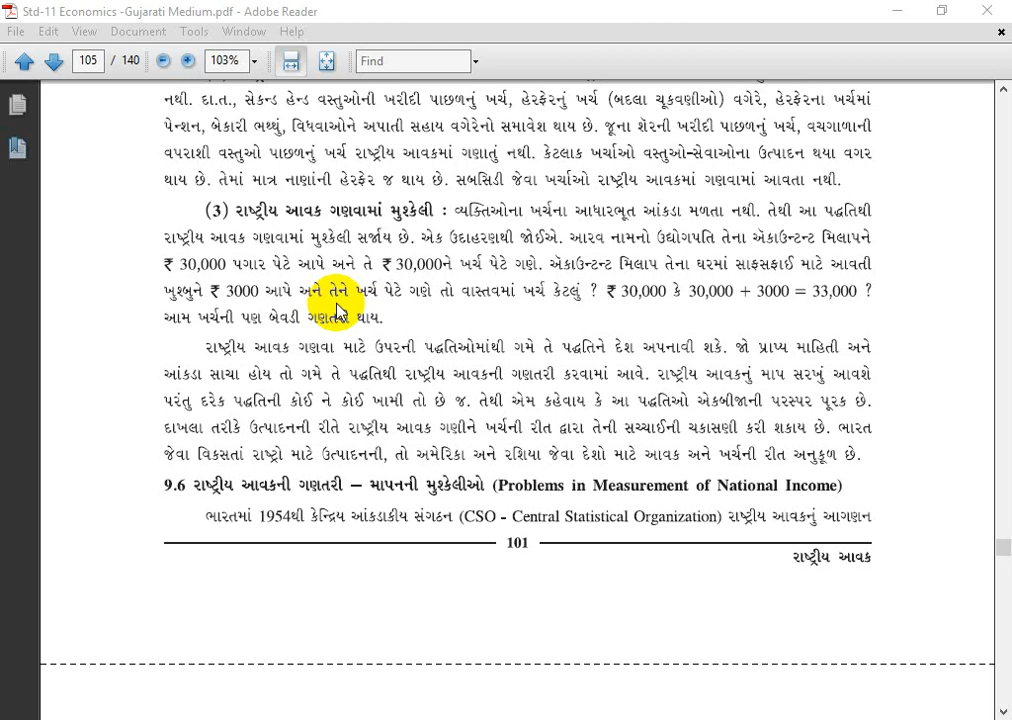 Std-11 Economics -Gujarati Medium.pdf - Adobe Reader
File Edit View Document Tools Window Help
105 / 140 103% Find
નથી. દા.ત., સેકન્ડ હેન્ડ વસ્તુઓની ખરીદી પાછળનું ખર્ચ, હેરફેરનું ખર્ચ (બદલા ચૂકવણીઓ) વગેરે, હેરફેરના ખર્ચમાં
પેન્શન, બેકારી ભથ્થું, વિધવાઓને અપાતી સહાય વગેરેનો સમાવેશ થાય છે. જૂના શૅરની ખરીદી પાછળનું ખર્ચ, વચગાળાની
વપરાશી વસ્તુઓ પાછળનું ખર્ચ રાષ્ટ્રીય આવકમાં ગણાતું નથી. કેટલાક ખર્ચાઓ વસ્તુઓ-સેવાઓના ઉત્પાદન થયા વગર
થાય છે. તેમાં માત્ર નાણાંની હેરફેર જ થાય છે. સબસિડી જેવા ખર્ચાઓ રાષ્ટ્રીય આવકમાં ગણવામાં આવતા નથી.
(3) રાષ્ટ્રીય આવક ગણવામાં મુશ્કેલી : વ્યક્તિઓના ખર્ચના આધારભૂત આંકડા મળતા નથી. તેથી આ પદ્ધતિથી
રાષ્ટ્રીય આવક ગણવામાં મુશ્કેલી સર્જાય છે. એક ઉદાહરણથી જોઈએ. આરવ નામનો ઉદ્યોગપતિ તેના ઍકાઉન્ટન્ટ મિલાપને
₹ 30,000 પગાર પેટે આપે અને તે ₹ 30,000ને ખર્ચ પેટે ગણે. ઍકાઉન્ટન્ટ મિલાપ તેના ઘરમાં સાફસફાઈ માટે આવતી
ખુશ્બુને ₹ 3000 આપે અને તેને ખર્ચ પેટે ગણે તો વાસ્તવમાં ખર્ચ કેટલું ? ₹ 30,000 કે 30,000 + 3000 = 33,000 ?
આમ ખર્ચની પણ બેવડી ગણતરી થાય.
રાષ્ટ્રીય આવક ગણવા માટે ઉપરની પદ્ધતિઓમાંથી ગમે તે પદ્ધતિને દેશ અપનાવી શકે. જો પ્રાપ્ય માહિતી અને
આંકડા સાચા હોય તો ગમે તે પદ્ધતિથી રાષ્ટ્રીય આવકની ગણતરી કરવામાં આવે. રાષ્ટ્રીય આવકનું માપ સરખું આવશે
પરંતુ દરેક પદ્ધતિની કોઈ ને કોઈ ખામી તો છે જ. તેથી એમ કહેવાય કે આ પદ્ધતિઓ એકબીજાની પરસ્પર પૂરક છે.
દાખલા તરીકે ઉત્પાદનની રીતે રાષ્ટ્રીય આવક ગણીને ખર્ચની રીત દ્વારા તેની સચ્ચાઈની ચકાસણી કરી શકાય છે. ભારત
જેવા વિકસતાં રાષ્ટ્રો માટે ઉત્પાદનની, તો અમેરિકા અને રશિયા જેવા દેશો માટે આવક અને ખર્ચની રીત અનુકૂળ છે.
9.6 રાષ્ટ્રીય આવકની ગણતરી – માપનની મુશ્કેલીઓ (Problems in Measurement of National Income)
ભારતમાં 1954થી કેન્દ્રિય આંકડાકીય સંગઠન (CSO - Central Statistical Organization) રાષ્ટ્રીય આવકનું આગણન
101
રાષ્ટ્રીય આવક